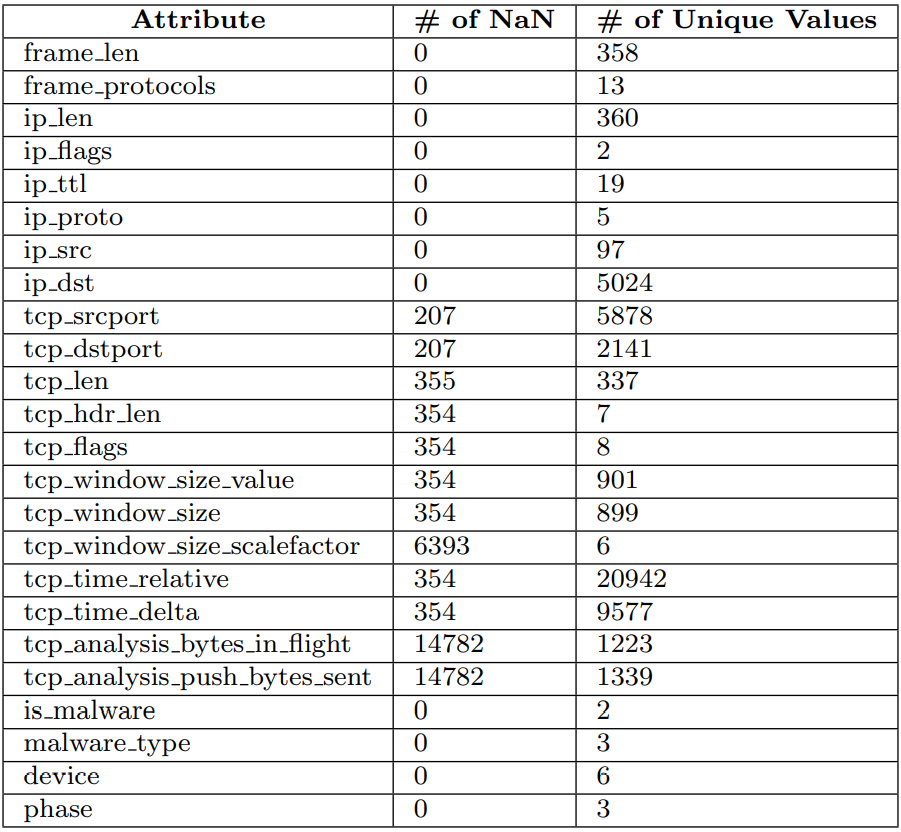 Attribute # of NaN # of Unique Values
frame_len 0 358
frame_protocols 0 13
ip_len 0 360
ip_flags 0 2
ip_ttl 0 19
ip_proto 0 5
ip_src 0 97
ip_dst 0 5024
tcp_srcport 207 5878
tcp_dstport 207 2141
tcp_len 355 337
tcp_hdr_len 354 7
tcp_flags 354 8
tcp_window_size_value 354 901
tcp_window_size 354 899
tcp_window_size_scalefactor 6393 6
tcp_time_relative 354 20942
tcp_time_delta 354 9577
tcp_analysis_bytes_in_flight 14782 1223
tcp_analysis_push_bytes_sent 14782 1339
is_malware 0 2
malware_type 0 3
device 0 6
phase 0 3